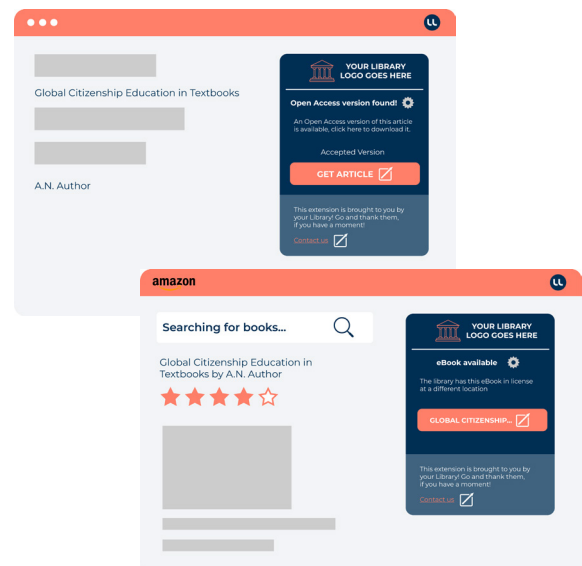 LL
Global Citizenship Education in Textbooks
A.N. Author
YOUR LIBRARY
LOGO GOES HERE
Open Access version found!
An Open Access version of this article
is available, click here to download it.
Accepted Version
GET ARTICLE
This extension is brought to you by
your Library! Go and thank them,
if you have a moment!
Contact us
amazon
LL
Searching for books...
Global Citizenship Education in
Textbooks by A.N. Author
YOUR LIBRARY
LOGO GOES HERE
eBook available
The library has this eBook in license
at a different location
GLOBAL CITIZENSHIP...
This extension is brought to you by
your Library! Go and thank them,
if you have a moment!
Contact us